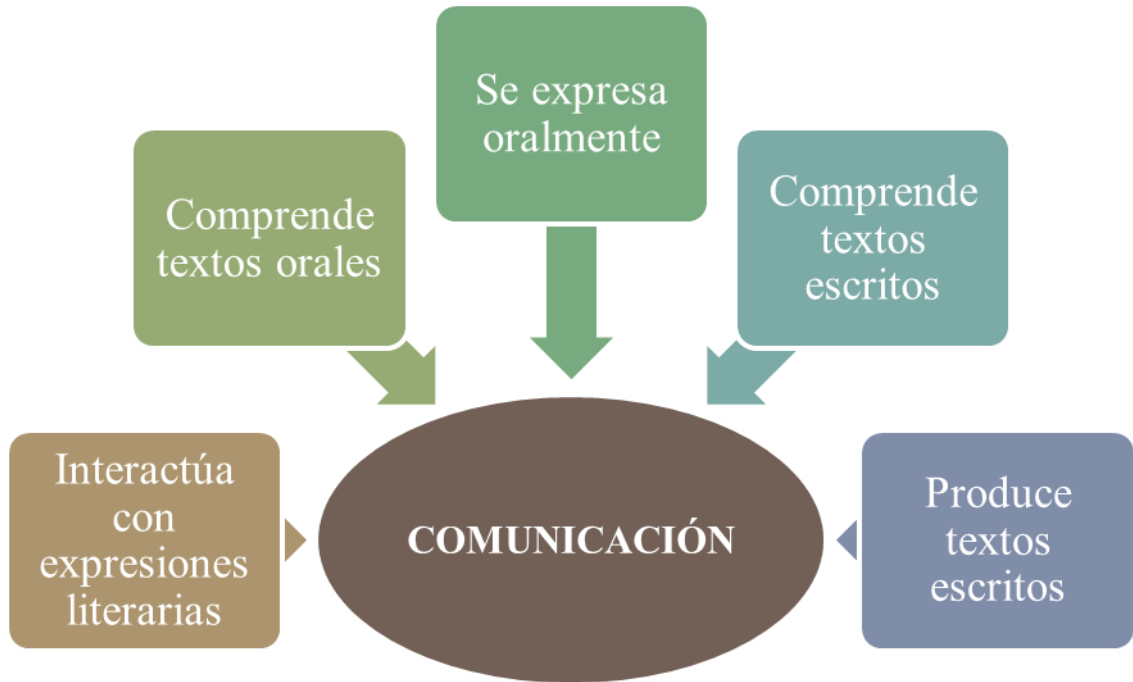 Se expresa
oralmente
Comprende
textos orales
Comprende
textos
escritos
Interactúa
con
expresiones
literarias
COMUNICACIÓN
Produce
textos
escritos